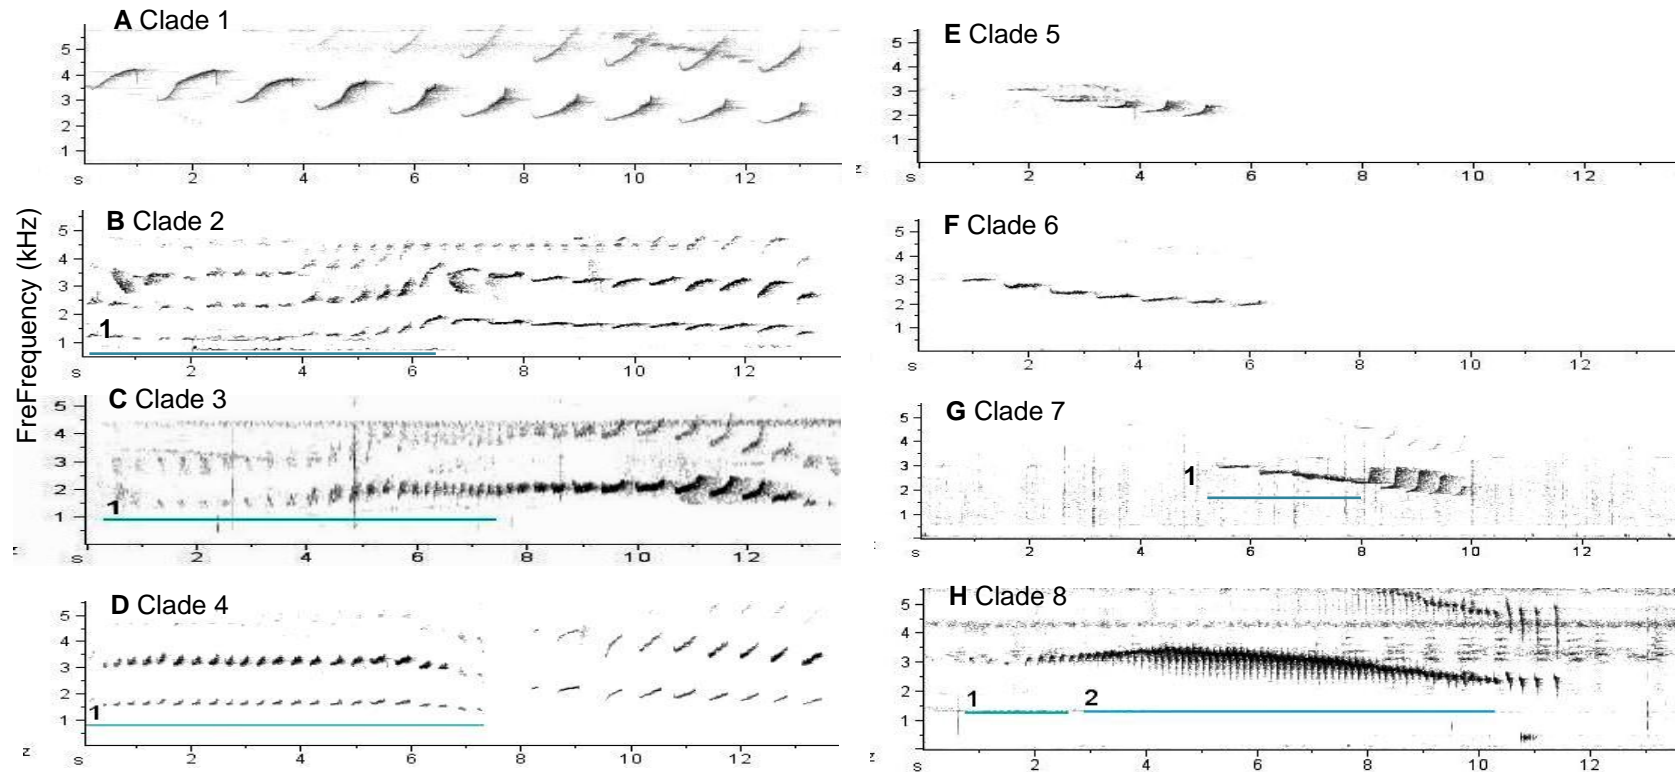 FreFrequency (kHz)
A Clade 1
5
4
3
2
1
s 2 4 6 8 10 12
B Clade 2
5
4
3
2
1
1
s 2 4 6 8 10 12
C Clade 3
5
4
3
2
1
1
z
s 2 4 6 8 10 12
D Clade 4
5
4
3
2
1
1
z
s 2 4 6 8 10 12
E Clade 5
5
4
3
2
1
z
s 2 4 6 8 10 12
F Clade 6
5
4
3
2
1
s 2 4 6 8 10 12
G Clade 7
5
4
3
2
1
1
s 2 4 6 8 10 12
H Clade 8
5
4
3
2
1
1 2
z
s 2 4 6 8 10 12